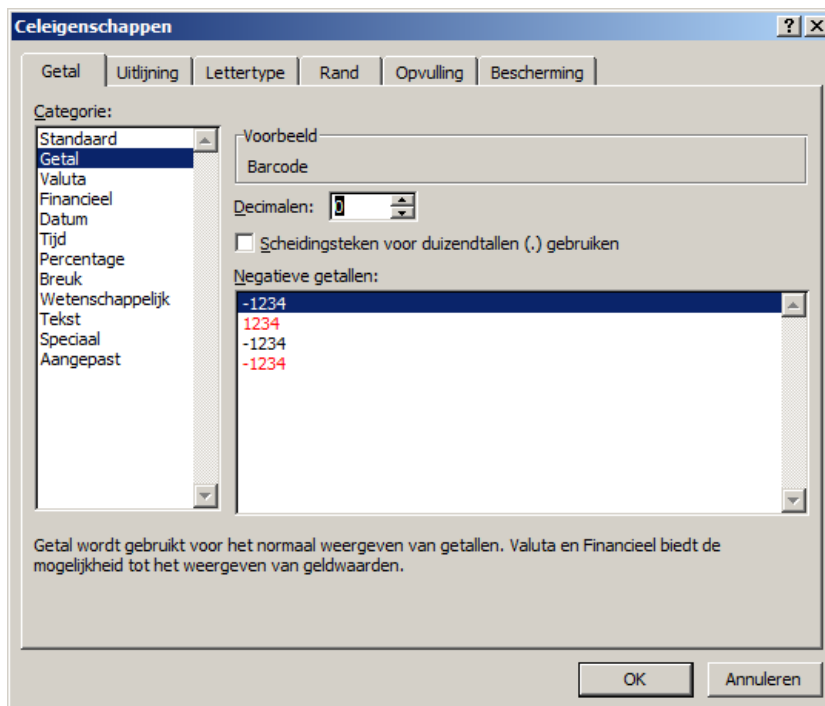 Celeigenschappen
Getal Uitlijning Lettertype Rand Opvulling Bescherming
Categorie:
Standaard
Getal
Valuta
Financieel
Datum
Tijd
Percentage
Breuk
Wetenschappelijk
Tekst
Speciaal
Aangepast
Voorbeeld
Barcode
Decimalen: 0
Scheidingsteken voor duizendtallen (.) gebruiken
Negatieve getallen:
-1234
1234
-1234
-1234
Getal wordt gebruikt voor het normaal weergeven van getallen. Valuta en Financieel biedt de
mogelijkheid tot het weergeven van geldwaarden.
OK Annuleren